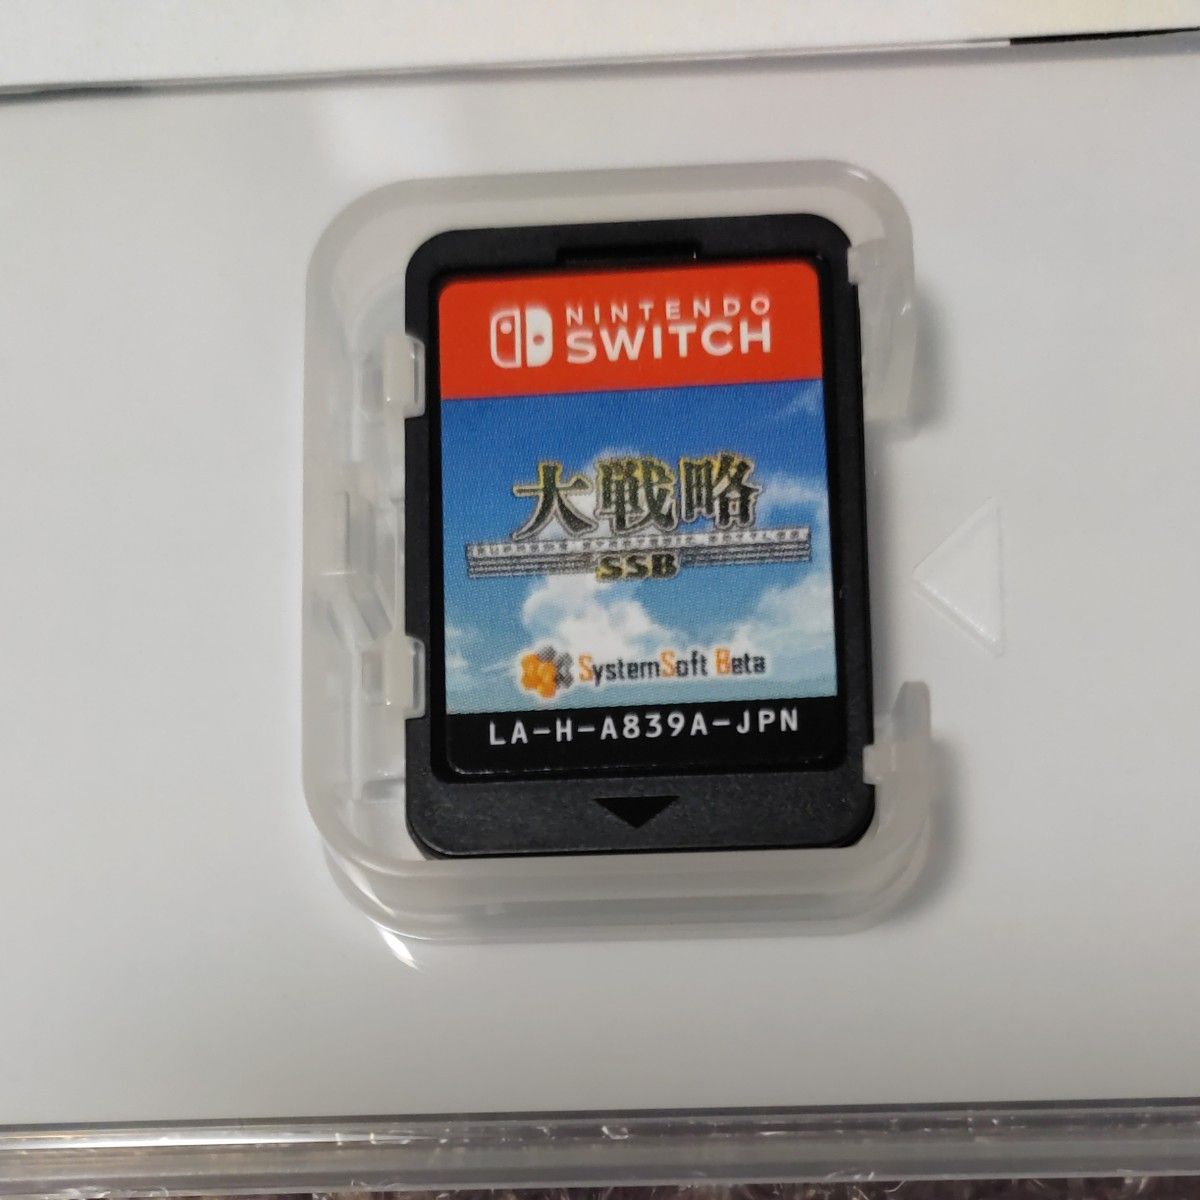 NINTENDO
SWITCH
大戦略
SSB
SystemSoft Beta
LA-H-A839A-JPN